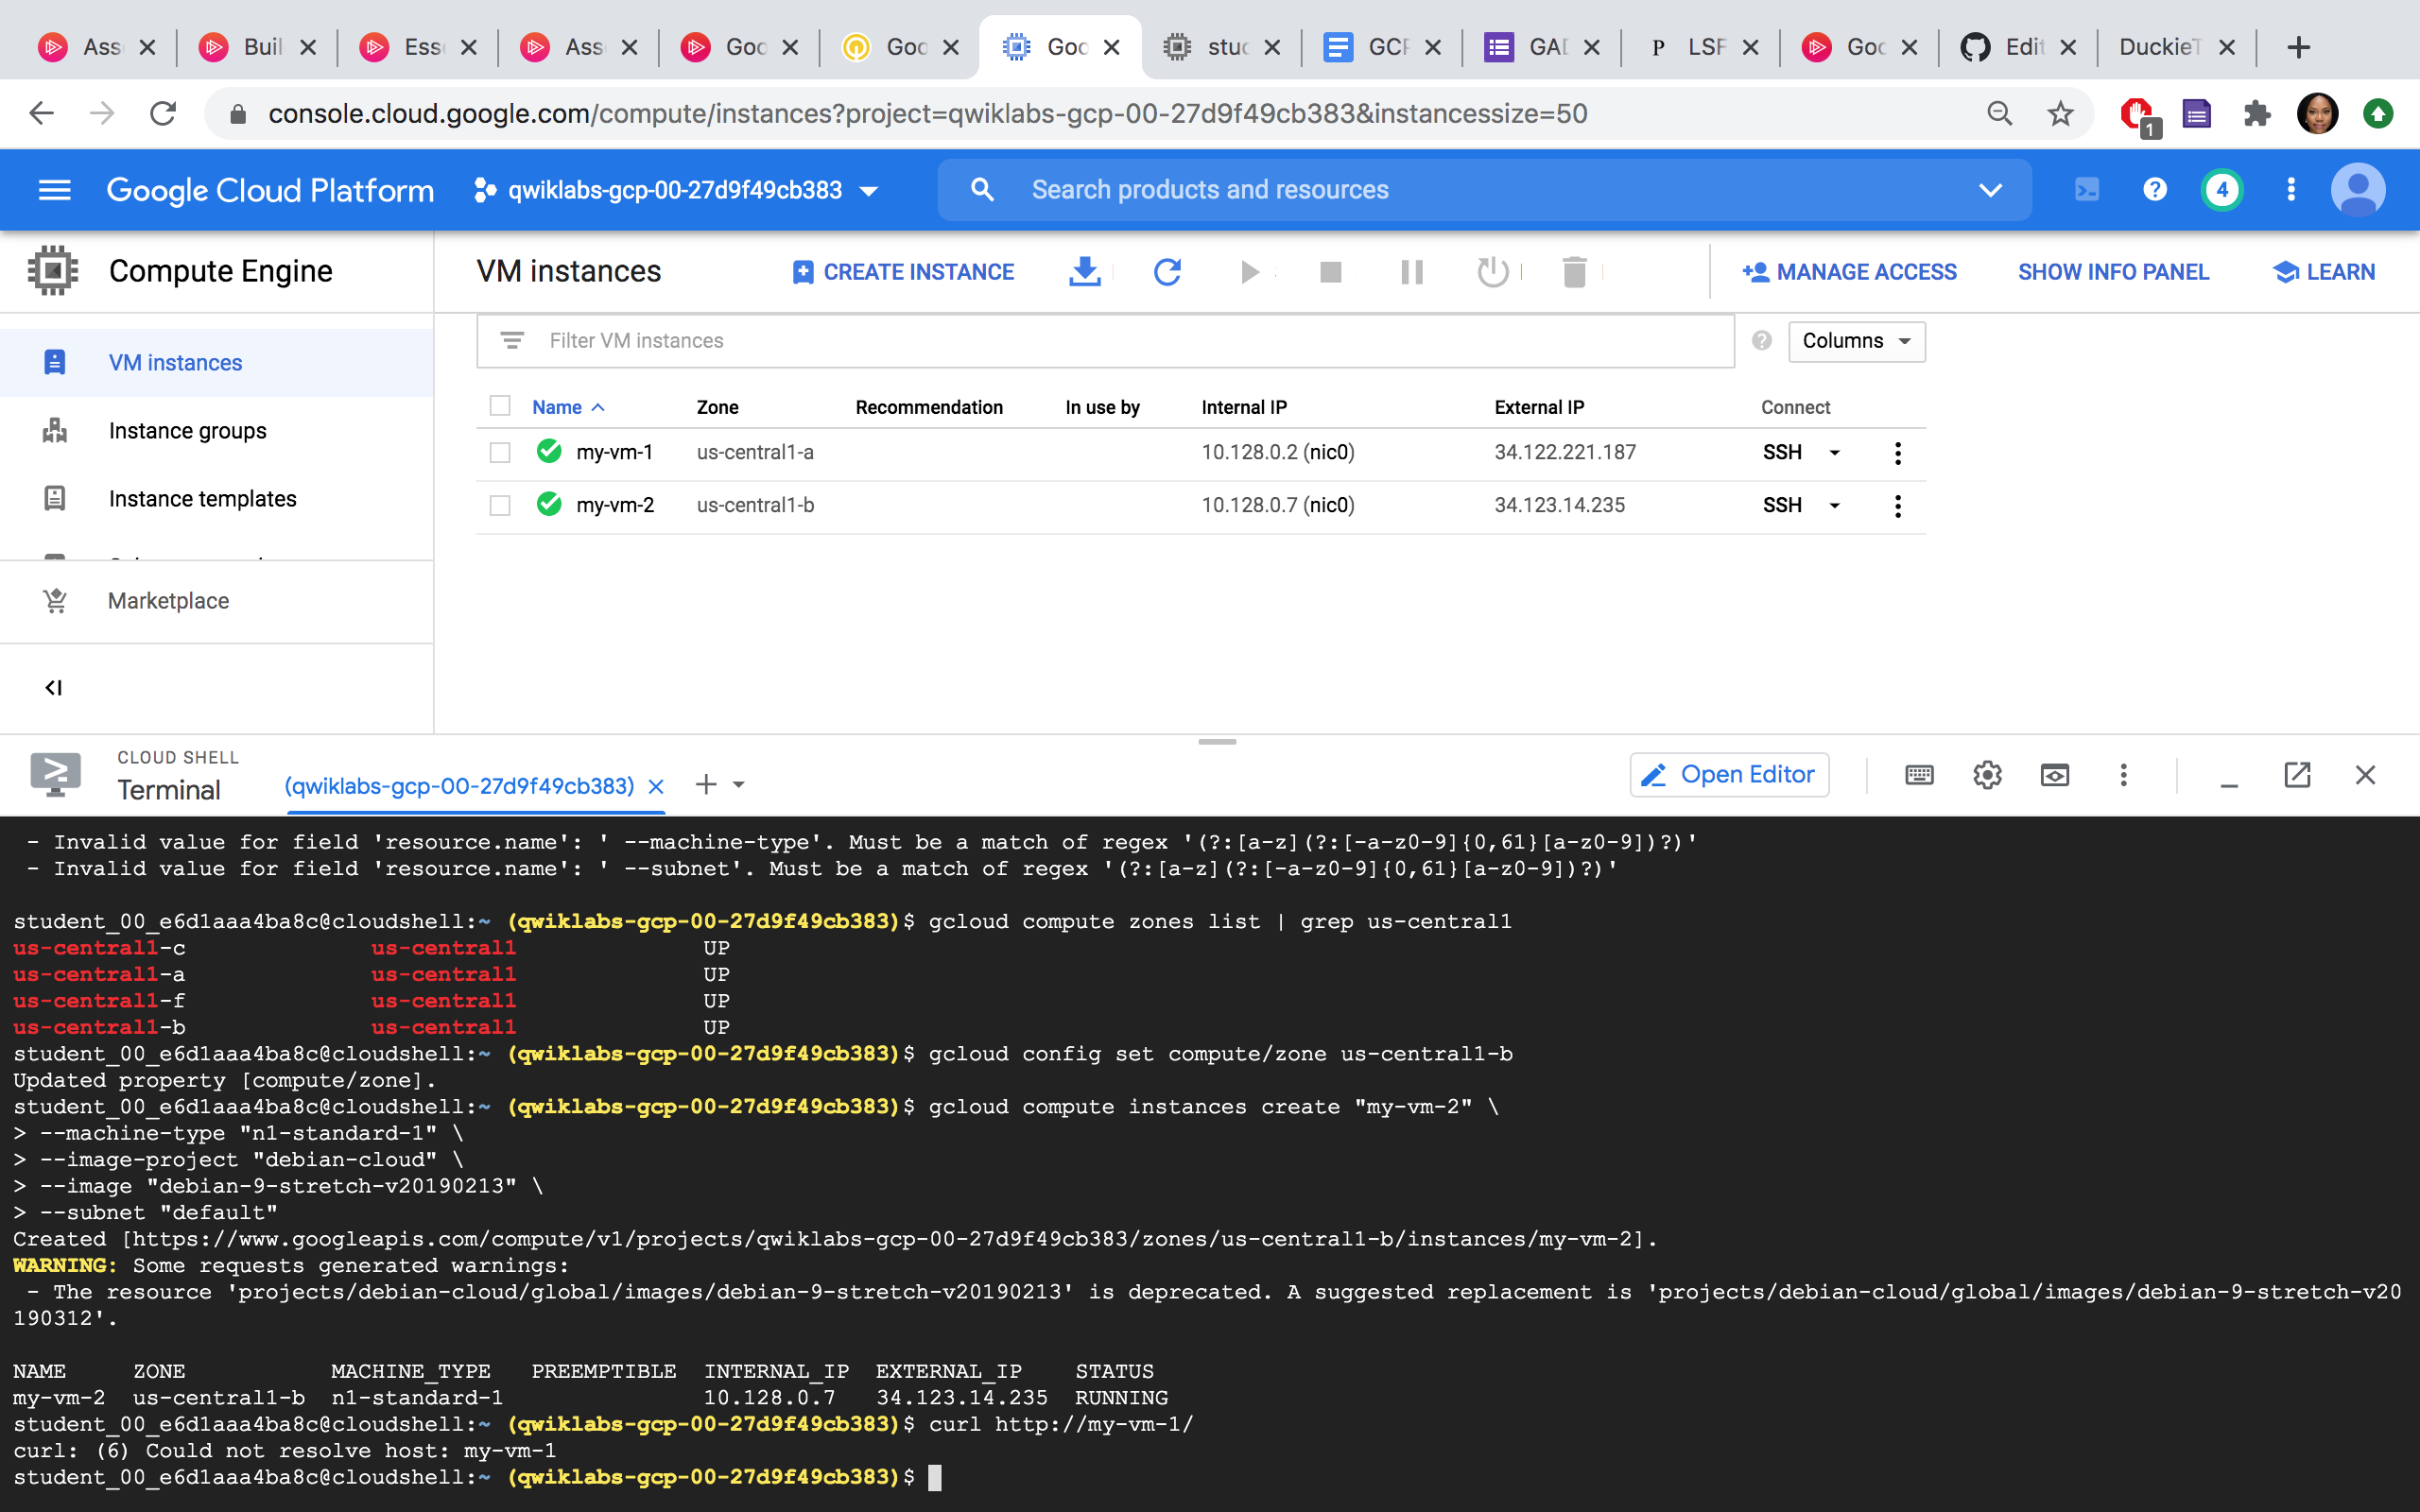 Ass
Buil
Esse
Ass
Goo
Goo
Goo
stud
GCP
GAD
P LSF
Goo
Edit
DuckieT
console.cloud.google.com/compute/instances?project=qwiklabs-gcp-00-27d9f49cb383&instancessize=50
1
Google Cloud Platform
qwiklabs-gcp-00-27d9f49cb383
Search products and resources
4
Compute Engine
VM instances
CREATE INSTANCE
MANAGE ACCESS
SHOW INFO PANEL
LEARN
VM instances
Instance groups
Instance templates
Marketplace
Filter VM instances
Columns
Name Zone Recommendation In use by Internal IP External IP Connect
my-vm-1 us-central1-a 10.128.0.2 (nic0) 34.122.221.187 SSH
my-vm-2 us-central1-b 10.128.0.7 (nic0) 34.123.14.235 SSH
CLOUD SHELL
Terminal
(qwiklabs-gcp-00-27d9f49cb383)
Open Editor
- Invalid value for field 'resource.name': ' --machine-type'. Must be a match of regex '(?:[a-z](?:[-a-z0-9]{0,61}[a-z0-9])?)'
- Invalid value for field 'resource.name': ' --subnet'. Must be a match of regex '(?:[a-z](?:[-a-z0-9]{0,61}[a-z0-9])?)'
student_00_e6d1aaa4ba8c@cloudshell:~ (qwiklabs-gcp-00-27d9f49cb383)$ gcloud compute zones list | grep us-central1
us-central1-c us-central1 UP
us-central1-a us-central1 UP
us-central1-f us-central1 UP
us-central1-b us-central1 UP
student_00_e6d1aaa4ba8c@cloudshell:~ (qwiklabs-gcp-00-27d9f49cb383)$ gcloud config set compute/zone us-central1-b
Updated property [compute/zone].
student_00_e6d1aaa4ba8c@cloudshell:~ (qwiklabs-gcp-00-27d9f49cb383)$ gcloud compute instances create "my-vm-2" \
> --machine-type "n1-standard-1" \
> --image-project "debian-cloud" \
> --image "debian-9-stretch-v20190213" \
> --subnet "default"
Created [https://www.googleapis.com/compute/v1/projects/qwiklabs-gcp-00-27d9f49cb383/zones/us-central1-b/instances/my-vm-2].
WARNING: Some requests generated warnings:
- The resource 'projects/debian-cloud/global/images/debian-9-stretch-v20190213' is deprecated. A suggested replacement is 'projects/debian-cloud/global/images/debian-9-stretch-v20
190312'.
NAME ZONE MACHINE_TYPE PREEMPTIBLE INTERNAL_IP EXTERNAL_IP STATUS
my-vm-2 us-central1-b n1-standard-1 10.128.0.7 34.123.14.235 RUNNING
student_00_e6d1aaa4ba8c@cloudshell:~ (qwiklabs-gcp-00-27d9f49cb383)$ curl http://my-vm-1/
curl: (6) Could not resolve host: my-vm-1
student_00_e6d1aaa4ba8c@cloudshell:~ (qwiklabs-gcp-00-27d9f49cb383)$